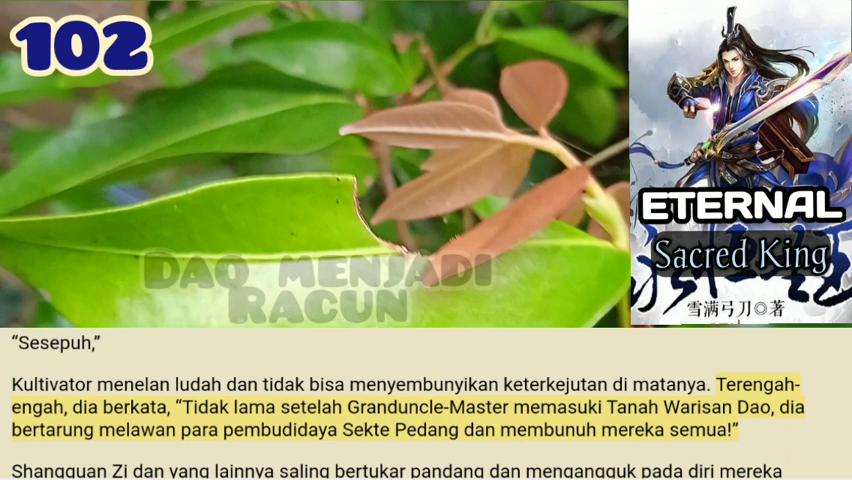 102
ETERNAL
Sacred King
雪满弓刀◎著
DAO MENJADI
RACUN
“Sesepuh,”
Kultivator menelan ludah dan tidak bisa menyembunyikan keterkejutan di matanya. Terengah-
engah, dia berkata, “Tidak lama setelah Granduncle-Master memasuki Tanah Warisan Dao, dia
bertarung melawan para pembudidaya Sekte Pedang dan membunuh mereka semua!”
Shangguan Zi dan yang lainnya saling bertukar pandang dan mengangguk pada diri mereka